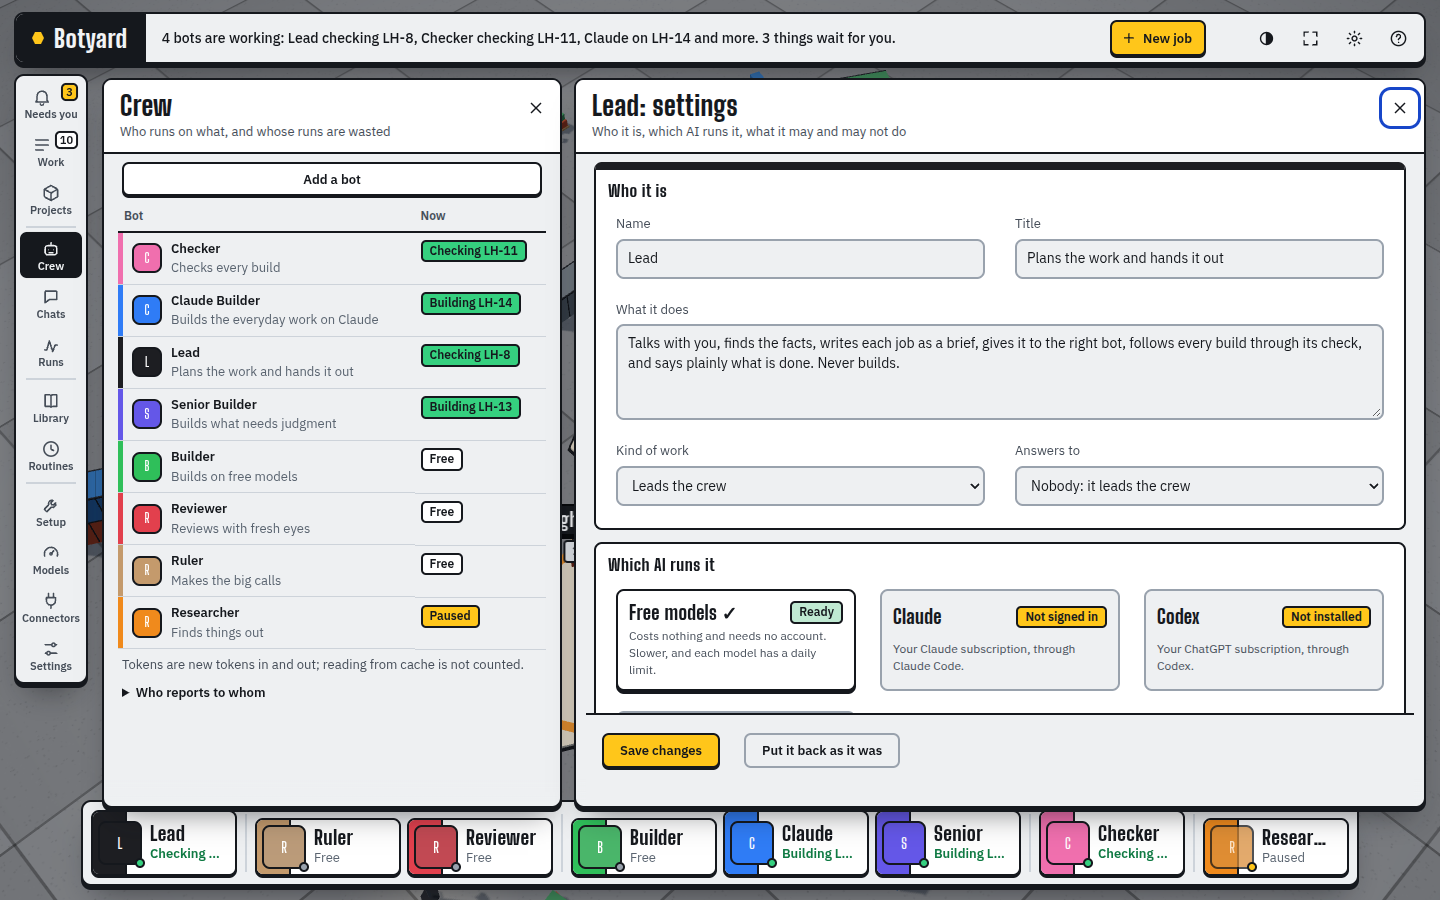 Botyard
4 bots are working: Lead checking LH-8, Checker checking LH-11, Claude on LH-14 and more. 3 things wait for you.
+ New job
Needs you
3
Work
10
Projects
Crew
Chats
Runs
Library
Routines
Setup
Models
Connectors
Settings
Crew
Who runs on what, and whose runs are wasted
Add a bot
Bot
Now
C
Checker
Checks every build
Checking LH-11
C
Claude Builder
Builds the everyday work on Claude
Building LH-14
L
Lead
Plans the work and hands it out
Checking LH-8
S
Senior Builder
Builds what needs judgment
Building LH-13
B
Builder
Builds on free models
Free
R
Reviewer
Reviews with fresh eyes
Free
R
Ruler
Makes the big calls
Free
R
Researcher
Finds things out
Paused
Tokens are new tokens in and out; reading from cache is not counted.
Who reports to whom
Lead: settings
Who it is, which AI runs it, what it may and may not do
Who it is
Name
Lead
Title
Plans the work and hands it out
What it does
Talks with you, finds the facts, writes each job as a brief, gives it to the right bot, follows every build through its check,
and says plainly what is done. Never builds.
Kind of work
Leads the crew
Answers to
Nobody: it leads the crew
Which AI runs it
Free models ✓
Ready
Costs nothing and needs no account.
Slower, and each model has a daily
limit.
Claude
Not signed in
Your Claude subscription, through
Claude Code.
Codex
Not installed
Your ChatGPT subscription, through
Codex.
Save changes
Put it back as it was
L
Lead
Checking ...
R
Ruler
Free
R
Reviewer
Free
B
Builder
Free
C
Claude
Building L...
S
Senior
Building L...
C
Checker
Checking ...
R
Resear...
Paused